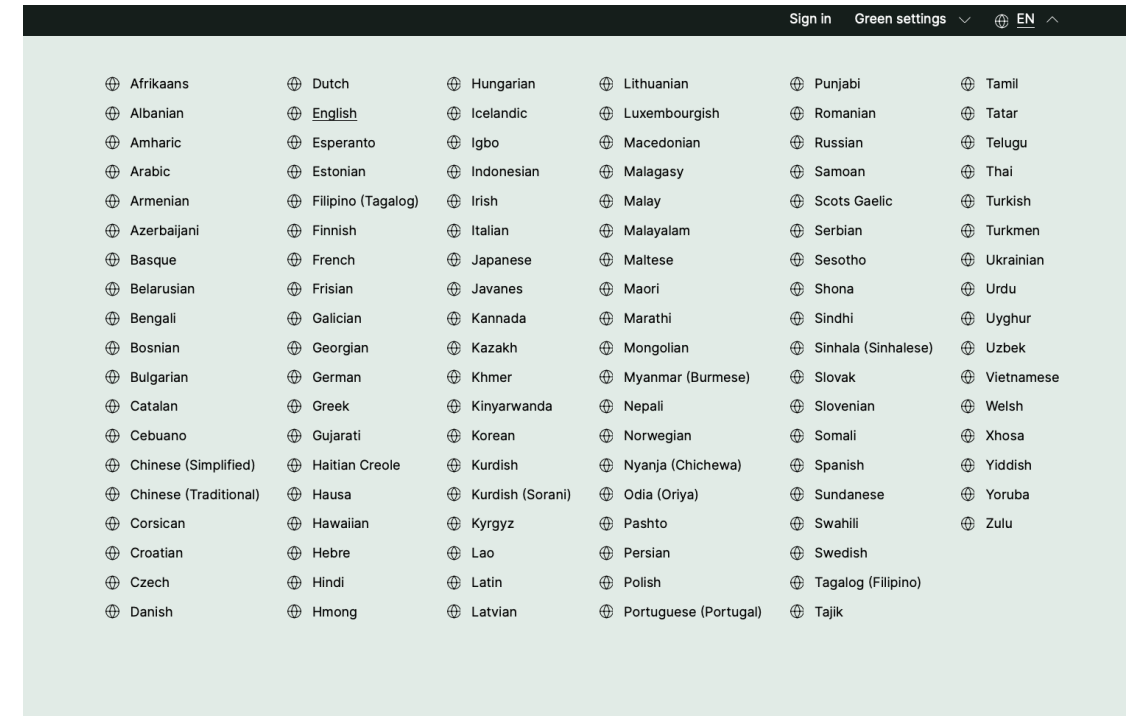 Sign in
Green settings
EN
Afrikaans
Albanian
Amharic
Arabic
Armenian
Azerbaijani
Basque
Belarusian
Bengali
Bosnian
Bulgarian
Catalan
Cebuano
Chinese (Simplified)
Chinese (Traditional)
Corsican
Croatian
Czech
Danish
Dutch
English
Esperanto
Estonian
Filipino (Tagalog)
Finnish
French
Frisian
Galician
Georgian
German
Greek
Gujarati
Haitian Creole
Hausa
Hawaiian
Hebre
Hindi
Hmong
Hungarian
Icelandic
Igbo
Indonesian
Irish
Italian
Japanese
Javanes
Kannada
Kazakh
Khmer
Kinyarwanda
Korean
Kurdish
Kurdish (Sorani)
Kyrgyz
Lao
Latin
Latvian
Lithuanian
Luxembourgish
Macedonian
Malagasy
Malay
Malayalam
Maltese
Maori
Marathi
Mongolian
Myanmar (Burmese)
Nepali
Norwegian
Nyanja (Chichewa)
Odia (Oriya)
Pashto
Persian
Polish
Portuguese (Portugal)
Punjabi
Romanian
Russian
Samoan
Scots Gaelic
Serbian
Sesotho
Shona
Sindhi
Sinhala (Sinhalese)
Slovak
Slovenian
Somali
Spanish
Sundanese
Swahili
Swedish
Tagalog (Filipino)
Tajik
Tamil
Tatar
Telugu
Thai
Turkish
Turkmen
Ukrainian
Urdu
Uyghur
Uzbek
Vietnamese
Welsh
Xhosa
Yiddish
Yoruba
Zulu